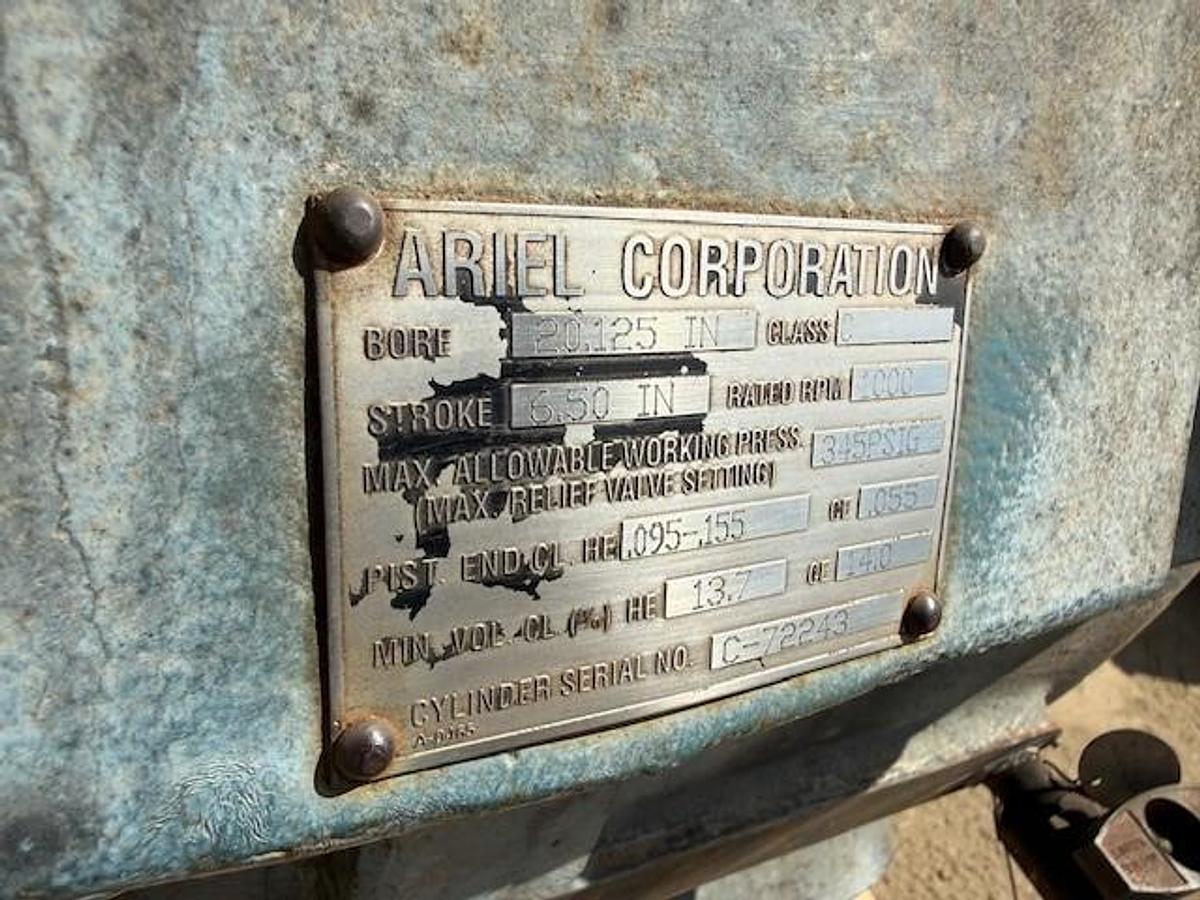 ARIEL CORPORATION
BORE 20.125 IN CLASS C
STROKE 6.50 IN RATED RPM 1000
MAX. ALLOWABLE WORKING PRESS. 345PSIG
(MAX. RELIEF VALVE SETTING)
PIST. END CL. HE .095-.155 CE .055
MIN. VOL. CL. (%) HE 13.7 CE 14.0
CYLINDER SERIAL NO. C-72243